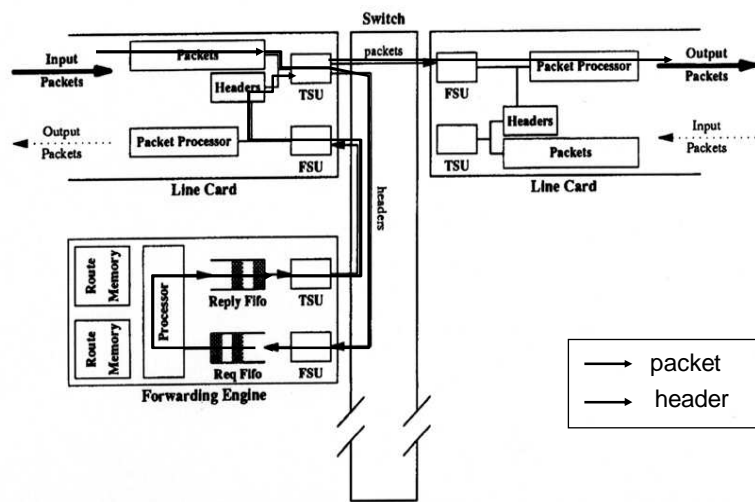 Switch
Input
Packets
Packets
Headers
TSU
packets
FSU
Packet Processor
Output
Packets
Output
Packets
Packet Processor
FSU
Headers
TSU
Packets
Input
Packets
Line Card
Line Card
headers
Route
Memory
Route
Memory
Processor
Reply Fifo
TSU
Req Fifo
FSU
Forwarding Engine
packet
header